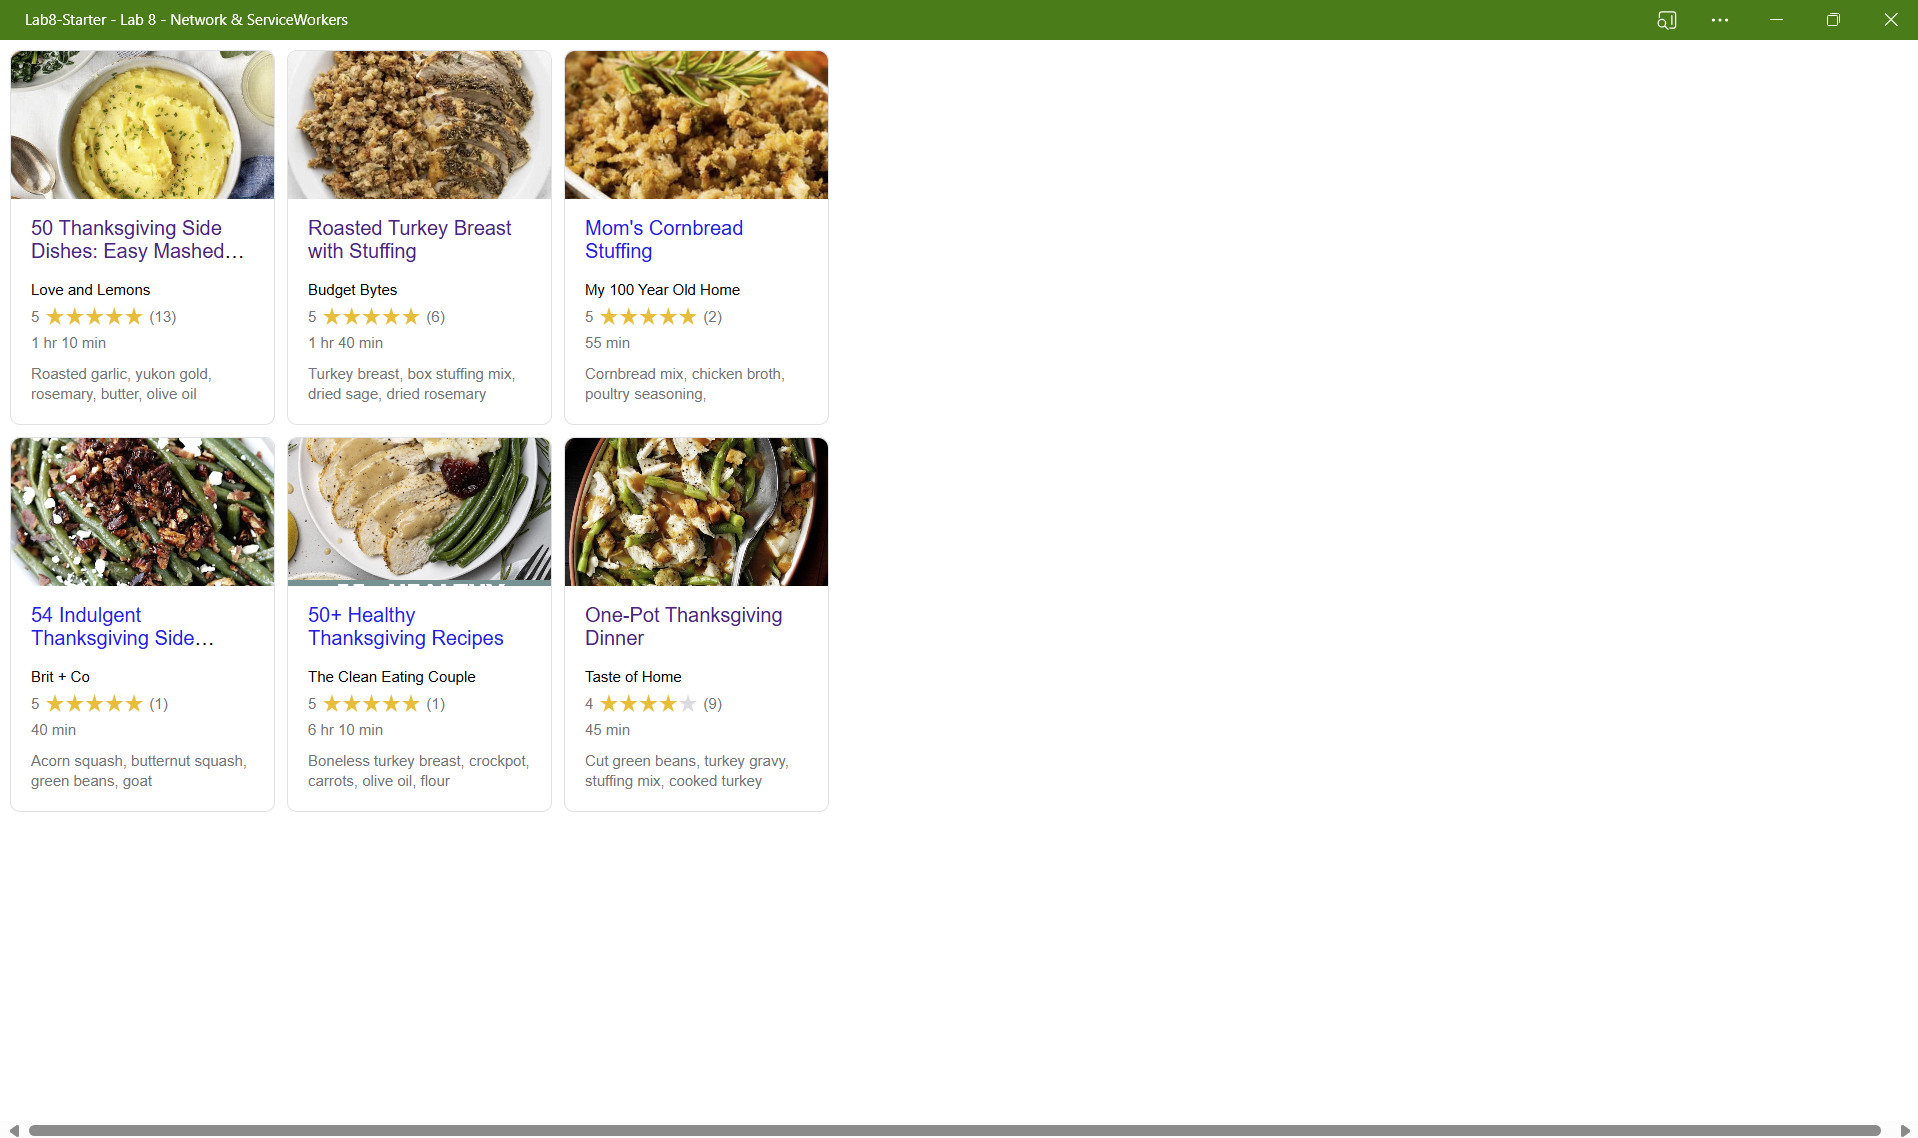 Lab8-Starter - Lab 8 - Network & ServiceWorkers
50 Thanksgiving Side
Dishes: Easy Mashed...
Love and Lemons
5 ★★★★★ (13)
1 hr 10 min
Roasted garlic, yukon gold,
rosemary, butter, olive oil
Roasted Turkey Breast
with Stuffing
Budget Bytes
5 ★★★★★ (6)
1 hr 40 min
Turkey breast, box stuffing mix,
dried sage, dried rosemary
Mom's Cornbread
Stuffing
My 100 Year Old Home
5 ★★★★★ (2)
55 min
Cornbread mix, chicken broth,
poultry seasoning,
54 Indulgent
Thanksgiving Side...
Brit + Co
5 ★★★★★ (1)
40 min
Acorn squash, butternut squash,
green beans, goat
50+ Healthy
Thanksgiving Recipes
The Clean Eating Couple
5 ★★★★★ (1)
6 hr 10 min
Boneless turkey breast, crockpot,
carrots, olive oil, flour
One-Pot Thanksgiving
Dinner
Taste of Home
4 ★★★★★ (9)
45 min
Cut green beans, turkey gravy,
stuffing mix, cooked turkey